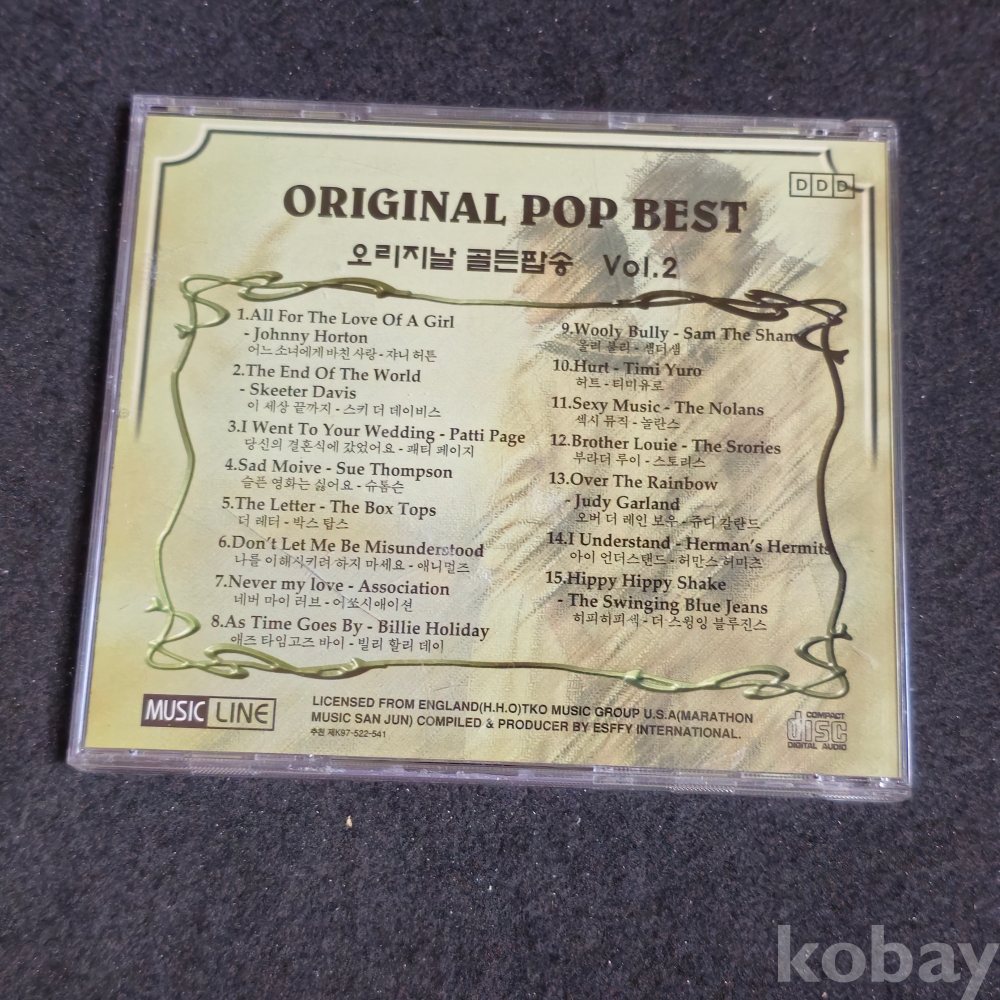 DDD
ORIGINAL POP BEST
오리지날 골든팝송 Vol.2
1.All For The Love Of A Girl
- Johnny Horton
어느 소녀에게 바친 사랑 - 쟈니 허튼
2.The End Of The World
- Skeeter Davis
이 세상 끝까지 - 스키 더 데이비스
3.I Went To Your Wedding - Patti Page
당신의 결혼식에 갔었어요 - 패티 페이지
4.Sad Moive - Sue Thompson
슬픈 영화는 싫어요 - 슈톰슨
5.The Letter - The Box Tops
더 레터 - 박스 탑스
6.Don't Let Me Be Misunderstood
나를 이해시키려 하지 마세요 - 애니멀즈
7.Never my love - Association
네버 마이 러브 - 어쏘시애이션
8.As Time Goes By - Billie Holiday
애즈 타임고즈 바이 - 빌리 할리 데이
9.Wooly Bully - Sam The Sham
울리 불리 - 샘더샘
10.Hurt - Timi Yuro
허트 - 티미유로
11.Sexy Music - The Nolans
섹시 뮤직 - 놀란스
12.Brother Louie - The Srories
부라더 루이 - 스토리스
13.Over The Rainbow
- Judy Garland
오버 더 레인 보우 - 쥬디 갈란드
14.I Understand - Herman's Hermits
아이 언더스탠드 - 허만스 허미츠
15.Hippy Hippy Shake
- The Swinging Blue Jeans
히피히피쉑 - 더 스윙잉 블루진스
MUSIC LINE
LICENSED FROM ENGLAND(H.H.O)TKO MUSIC GROUP U.S.A(MARATHON
MUSIC SAN JUN) COMPILED & PRODUCER BY ESFFY INTERNATIONAL.
추천 제K97-522-541
COMPACT
disc
DIGITAL AUDIO
kobay